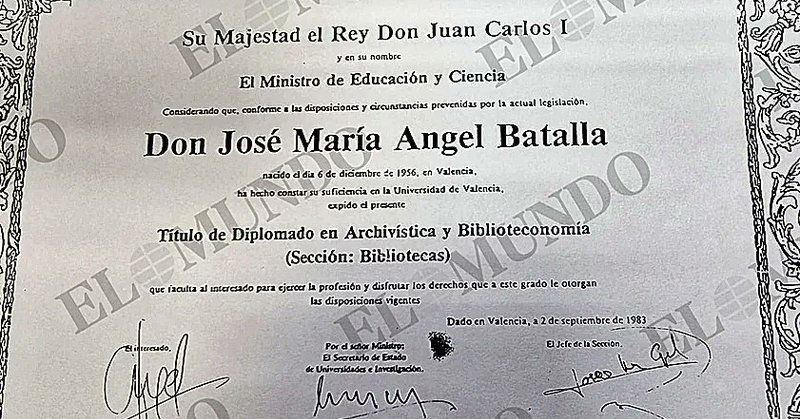 Su Majestad el Rey Don Juan Carlos I
y en su nombre
El Ministro de Educación y Ciencia
Considerando que, conforme a las disposiciones y circunstancias prevenidas por la actual legislación,
Don José María Angel Batalla
nacido el dia 6 de diciembre de 1956, en Valencia,
ha hecho constar su suficiencia en la Universidad de Valencia,
expido el presente
Título de Diplomado en Archivística y Biblioteconomía
(Sección: Bibliotecas)
que faculta al interesado para ejercer la profesión y disfrutar los derechos que a este grado le otorgan
las disposiciones vigentes
Dado en Valencia, a 2 de septiembre de 1983
El interesado,
Por el señor Ministro:
El Secretario de Estado
de Universidades e Investigación,
El Jefe de la Sección,
EL MUNDO
EL MUNDO
EL MUNDO
EL MUNDO
EL MUNDO